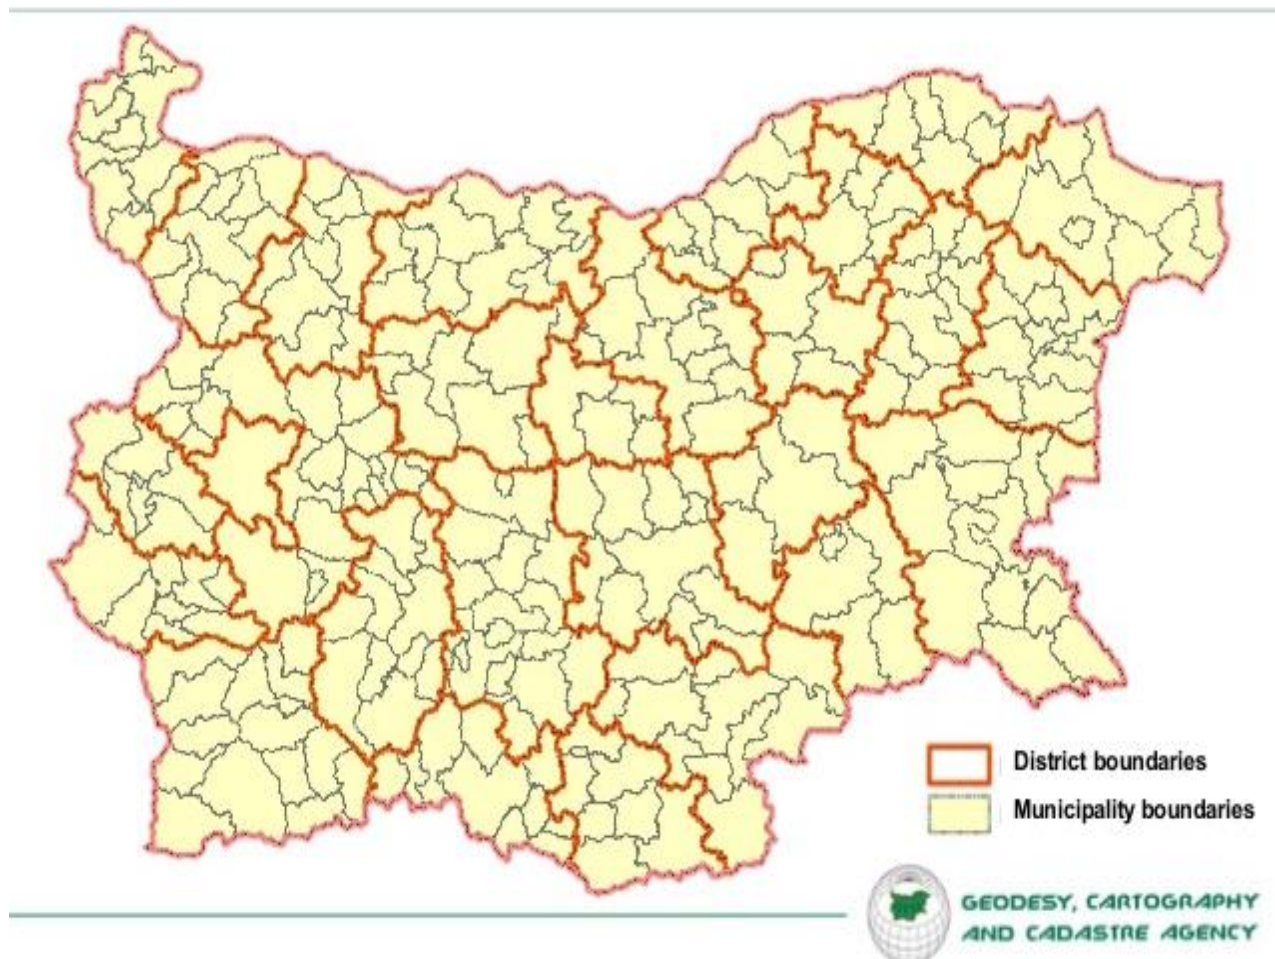 District boundaries
Municipality boundaries
GEODESY, CARTOGRAPHY
AND CADASTRE AGENCY